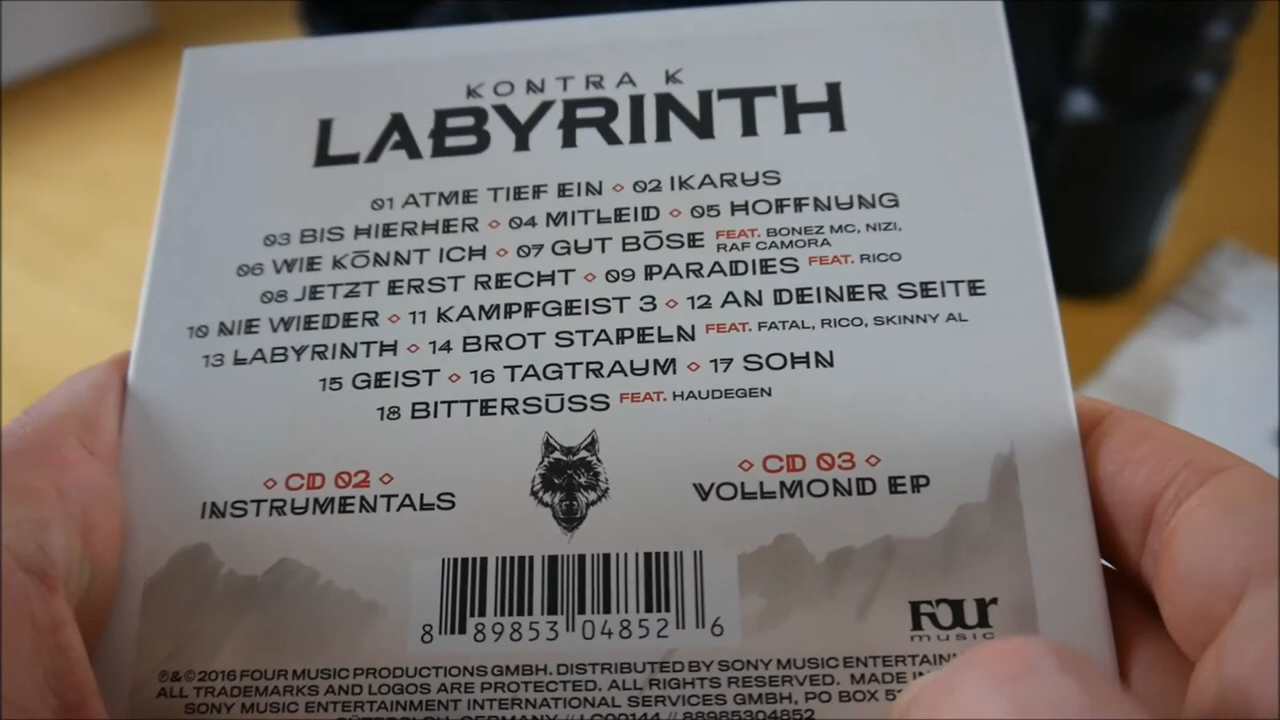 KONTRA K
LABYRINTH
01 ATME TIEF EIN ◇ 02 IKARUS
03 BIS HIERHER ◇ 04 MITLEID ◇ 05 HOFFNUNG
06 WIE KÖNNT ICH ◇ 07 GUT BÖSE FEAT. BONEZ MC, NIZI, RAF CAMORA
08 JETZT ERST RECHT ◇ 09 PARADIES FEAT. RICO
10 NIE WIEDER ◇ 11 KAMPFGEIST 3 ◇ 12 AN DEINER SEITE
13 LABYRINTH ◇ 14 BROT STAPELN FEAT. FATAL, RICO, SKINNY AL
15 GEIST ◇ 16 TAGTRAUM ◇ 17 SOHN
18 BITTERSÜSS FEAT. HAUDEGEN
◇ CD 02 ◇
INSTRUMENTALS
◇ CD 03 ◇
VOLLMOND EP
8 89853 04852 6
Four
music
℗&©2016 FOUR MUSIC PRODUCTIONS GMBH. DISTRIBUTED BY SONY MUSIC
ALL TRADEMARKS AND LOGOS ARE PROTECTED. ALL RIGHTS RESERVED. MADE IN
SONY MUSIC ENTERTAINMENT INTERNATIONAL SERVICES GMBH, PO BOX
GÜTERSLOH, GERMANY // LC00144 // 88985304852